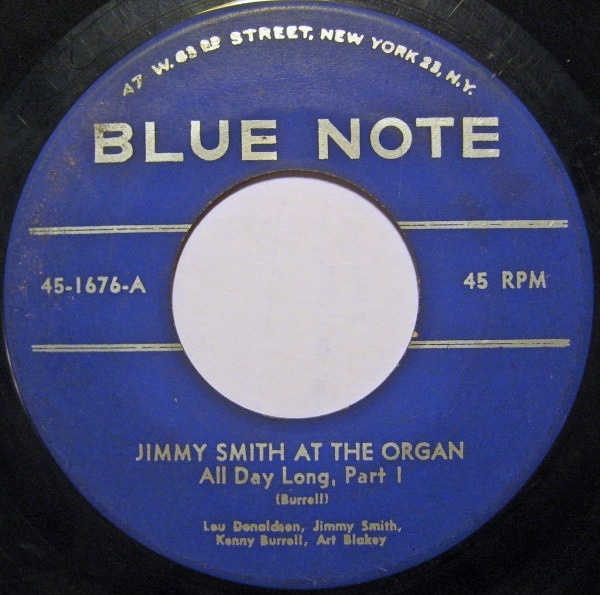 47 W. 63RD STREET, NEW YORK 23, N.Y.
BLUE NOTE
45-1676-A
45 RPM
JIMMY SMITH AT THE ORGAN
All Day Long, Part 1
(Burrell)
Lou Donaldson, Jimmy Smith,
Kenny Burrell, Art Blakey